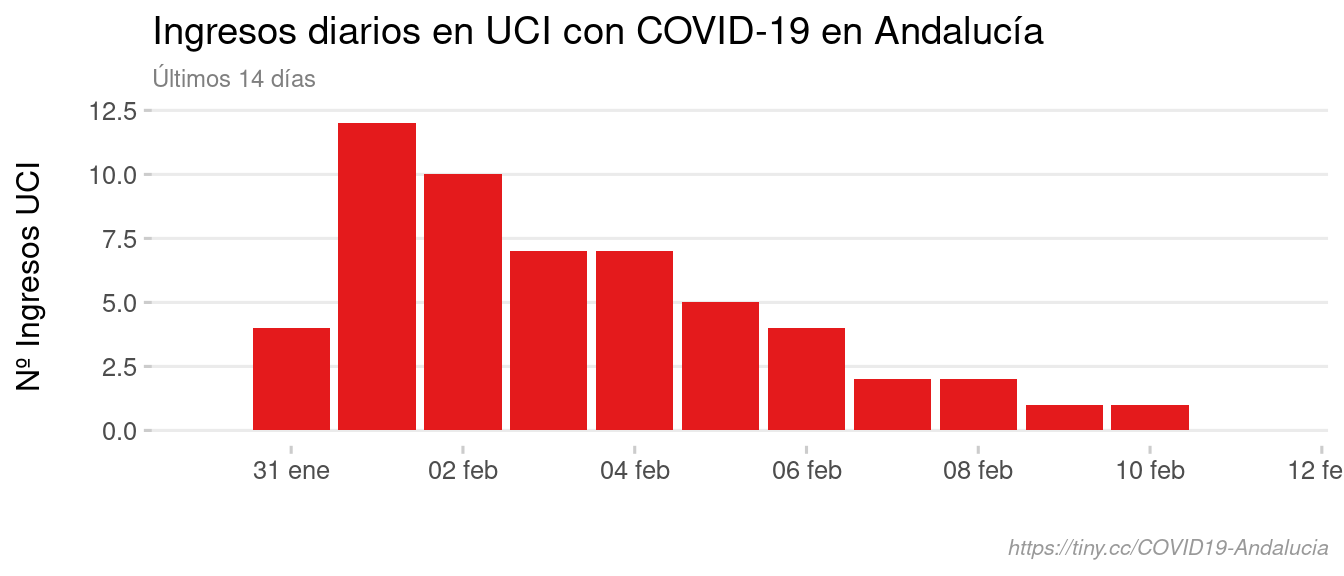 Ingresos diarios en UCI con COVID-19 en Andalucía
Últimos 14 días
Nº Ingresos UCI
12.5
10.0
7.5
5.0
2.5
0.0
31 ene 02 feb 04 feb 06 feb 08 feb 10 feb 12 fe
https://tiny.cc/COVID19-Andalucia